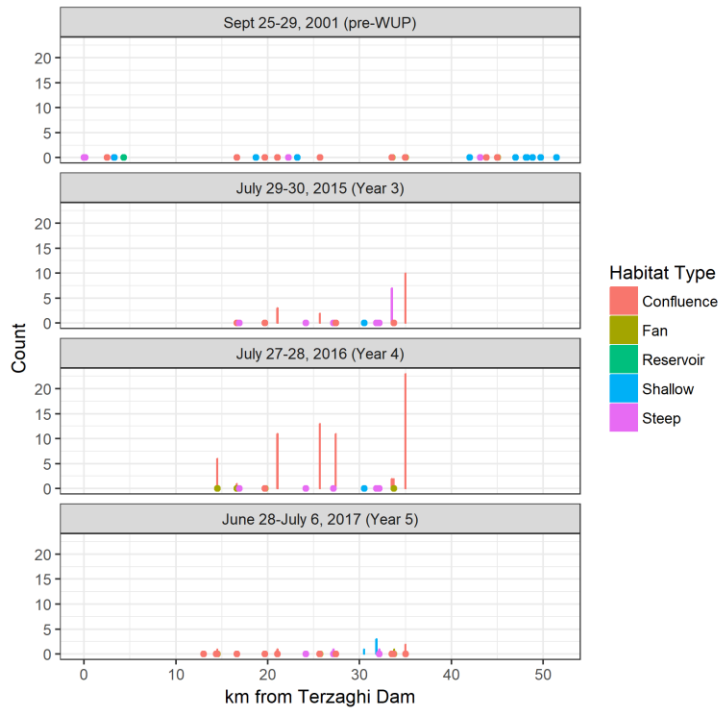 Sept 25-29, 2001 (pre-WUP)
20
15
10
5
0
July 29-30, 2015 (Year 3)
20
15
10
5
0
July 27-28, 2016 (Year 4)
20
15
10
5
0
June 28-July 6, 2017 (Year 5)
20
15
10
5
0
0 10 20 30 40 50
km from Terzaghi Dam
Count
Habitat Type
Confluence
Fan
Reservoir
Shallow
Steep